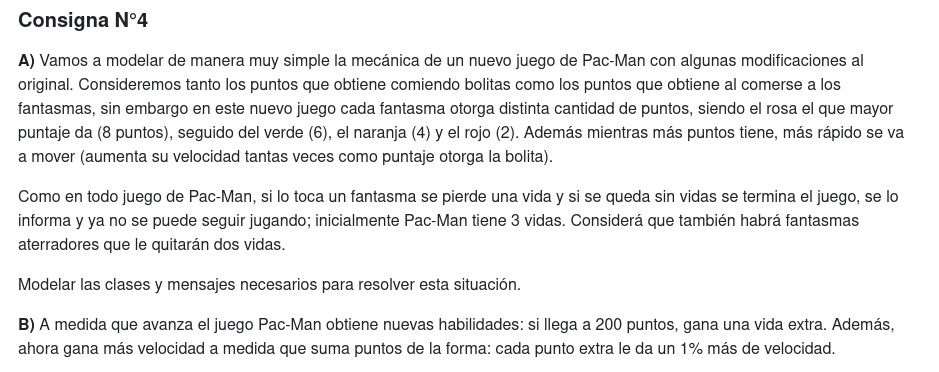 Consigna N°4
A) Vamos a modelar de manera muy simple la mecánica de un nuevo juego de Pac-Man con algunas modificaciones al
original. Consideremos tanto los puntos que obtiene comiendo bolitas como los puntos que obtiene al comerse a los
fantasmas, sin embargo en este nuevo juego cada fantasma otorga distinta cantidad de puntos, siendo el rosa el que mayor
puntaje da (8 puntos), seguido del verde (6), el naranja (4) y el rojo (2). Además mientras más puntos tiene, más rápido se va
a mover (aumenta su velocidad tantas veces como puntaje otorga la bolita).
Como en todo juego de Pac-Man, si lo toca un fantasma se pierde una vida y si se queda sin vidas se termina el juego, se lo
informa y ya no se puede seguir jugando; inicialmente Pac-Man tiene 3 vidas. Considerá que también habrá fantasmas
aterradores que le quitarán dos vidas.
Modelar las clases y mensajes necesarios para resolver esta situación.
B) A medida que avanza el juego Pac-Man obtiene nuevas habilidades: si llega a 200 puntos, gana una vida extra. Además,
ahora gana más velocidad a medida que suma puntos de la forma: cada punto extra le da un 1% más de velocidad.